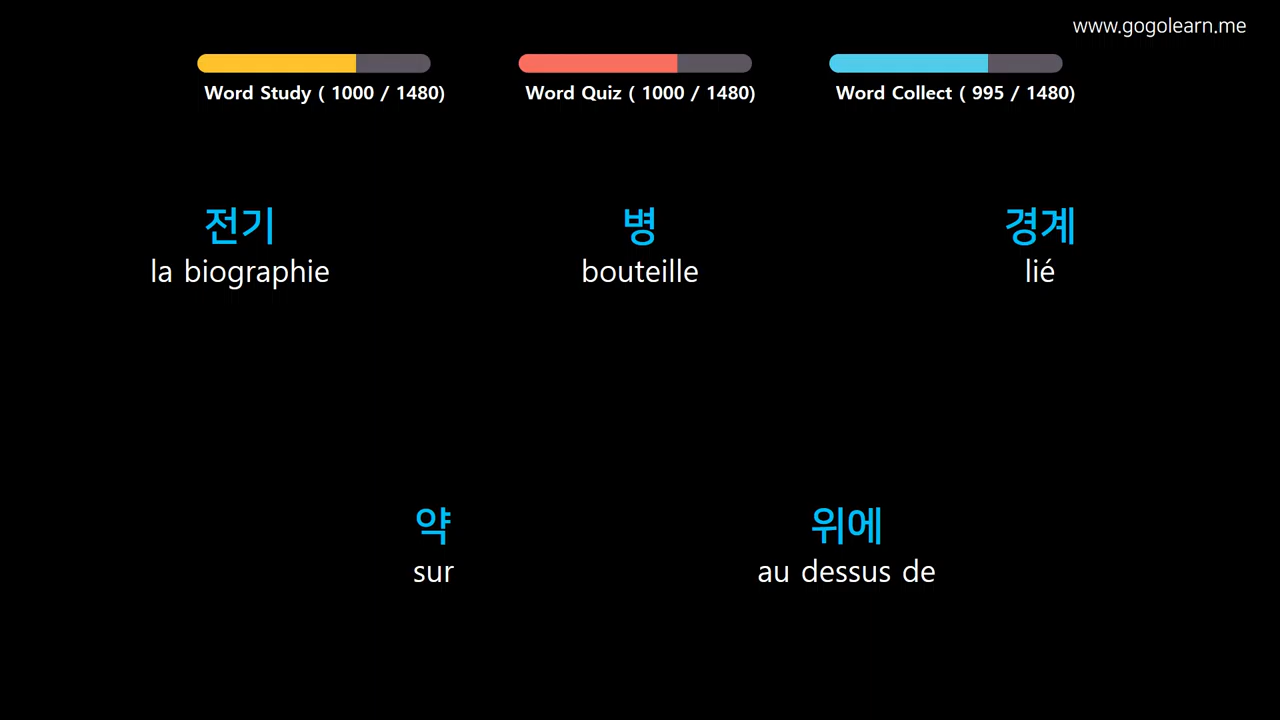 www.gogolearn.me
Word Study ( 1000 / 1480)
Word Quiz ( 1000 / 1480)
Word Collect ( 995 / 1480)
전기
la biographie
병
bouteille
경계
lié
약
sur
위에
au dessus de